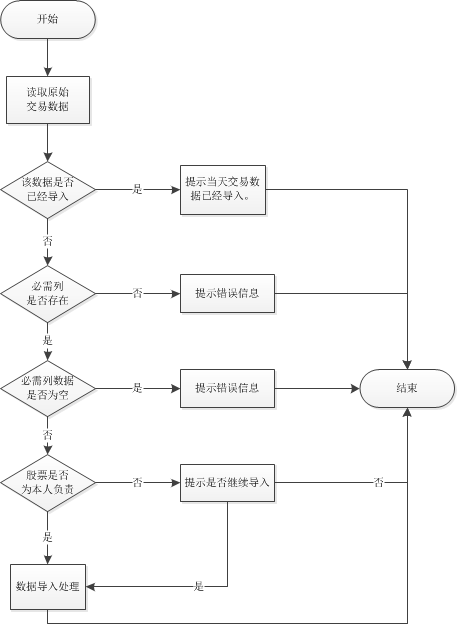 开始
读取原始
交易数据
该数据是否
已经导入
是
提示当天交易数
据已经导入。
否
必需列
是否存在
否
提示错误信息
是
必需列数据
是否为空
是
提示错误信息
结束
否
股票是否
为本人负责
否
提示是否继续导入
否
是
数据导入处理
是